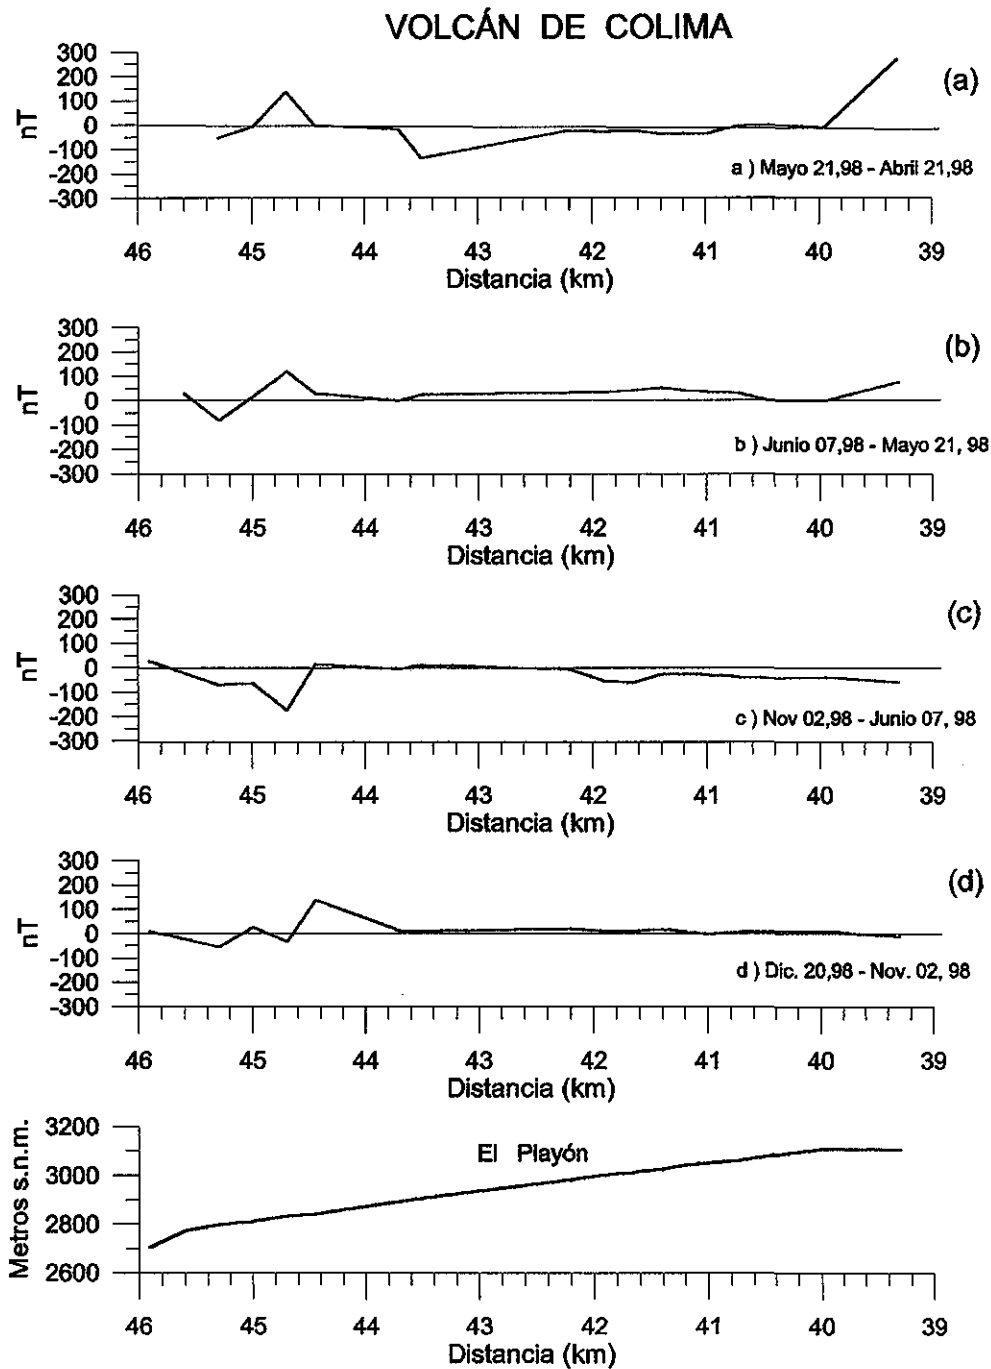 VOLCÁN DE COLIMA
300
200
100
0
-100
-200
-300
nT
(a)
a ) Mayo 21,98 - Abril 21,98
46 45 44 43 42 41 40 39
Distancia (km)
300
200
100
0
-100
-200
-300
nT
(b)
b ) Junio 07,98 - Mayo 21, 98
46 45 44 43 42 41 40 39
Distancia (km)
300
200
100
0
-100
-200
-300
nT
(c)
c ) Nov 02,98 - Junio 07, 98
46 45 44 43 42 41 40 39
Distancia (km)
300
200
100
0
-100
-200
-300
nT
(d)
d ) Dic. 20,98 - Nov. 02, 98
46 45 44 43 42 41 40 39
Distancia (km)
3200
3000
2800
2600
Metros s.n.m.
El Playón
46 45 44 43 42 41 40 39
Distancia (km)